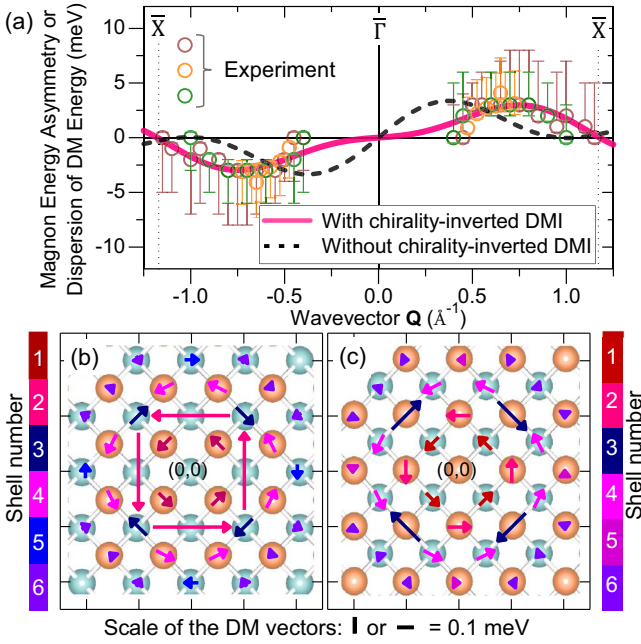 (a)
X̅ Γ̅ X̅
Magnon Energy Asymmetry or
Dispersion of DM Energy (meV)
10
5
0
-5
-10
Experiment
With chirality-inverted DMI
Without chirality-inverted DMI
-1.0 -0.5 0.0 0.5 1.0
Wavevector Q (Å⁻¹)
Shell number
1
2
3
4
5
6
(b)
(0,0)
(c)
(0,0)
1
2
3
4
5
6
Shell number
Scale of the DM vectors: I or − = 0.1 meV